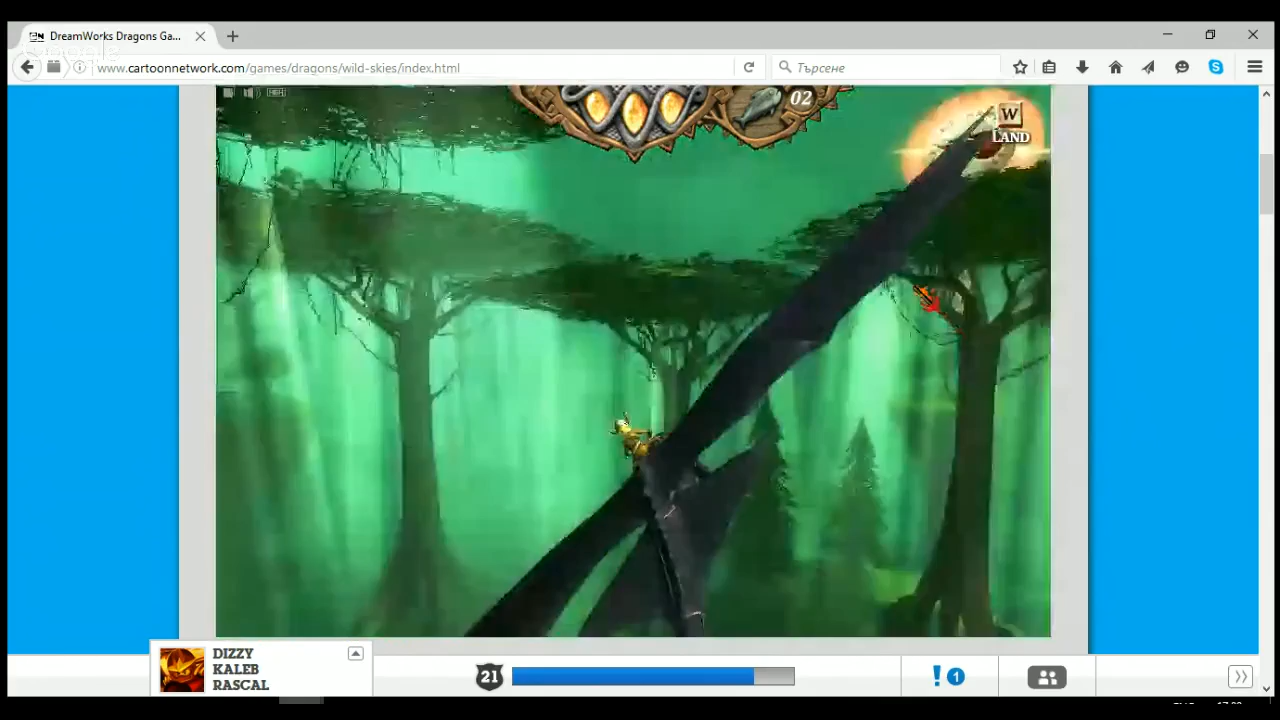 DreamWorks Dragons Ga...
www.cartoonnetwork.com/games/dragons/wild-skies/index.html
Търсене
HIGH
02
W
LAND
DIZZY
KALEB
RASCAL
21
! 1